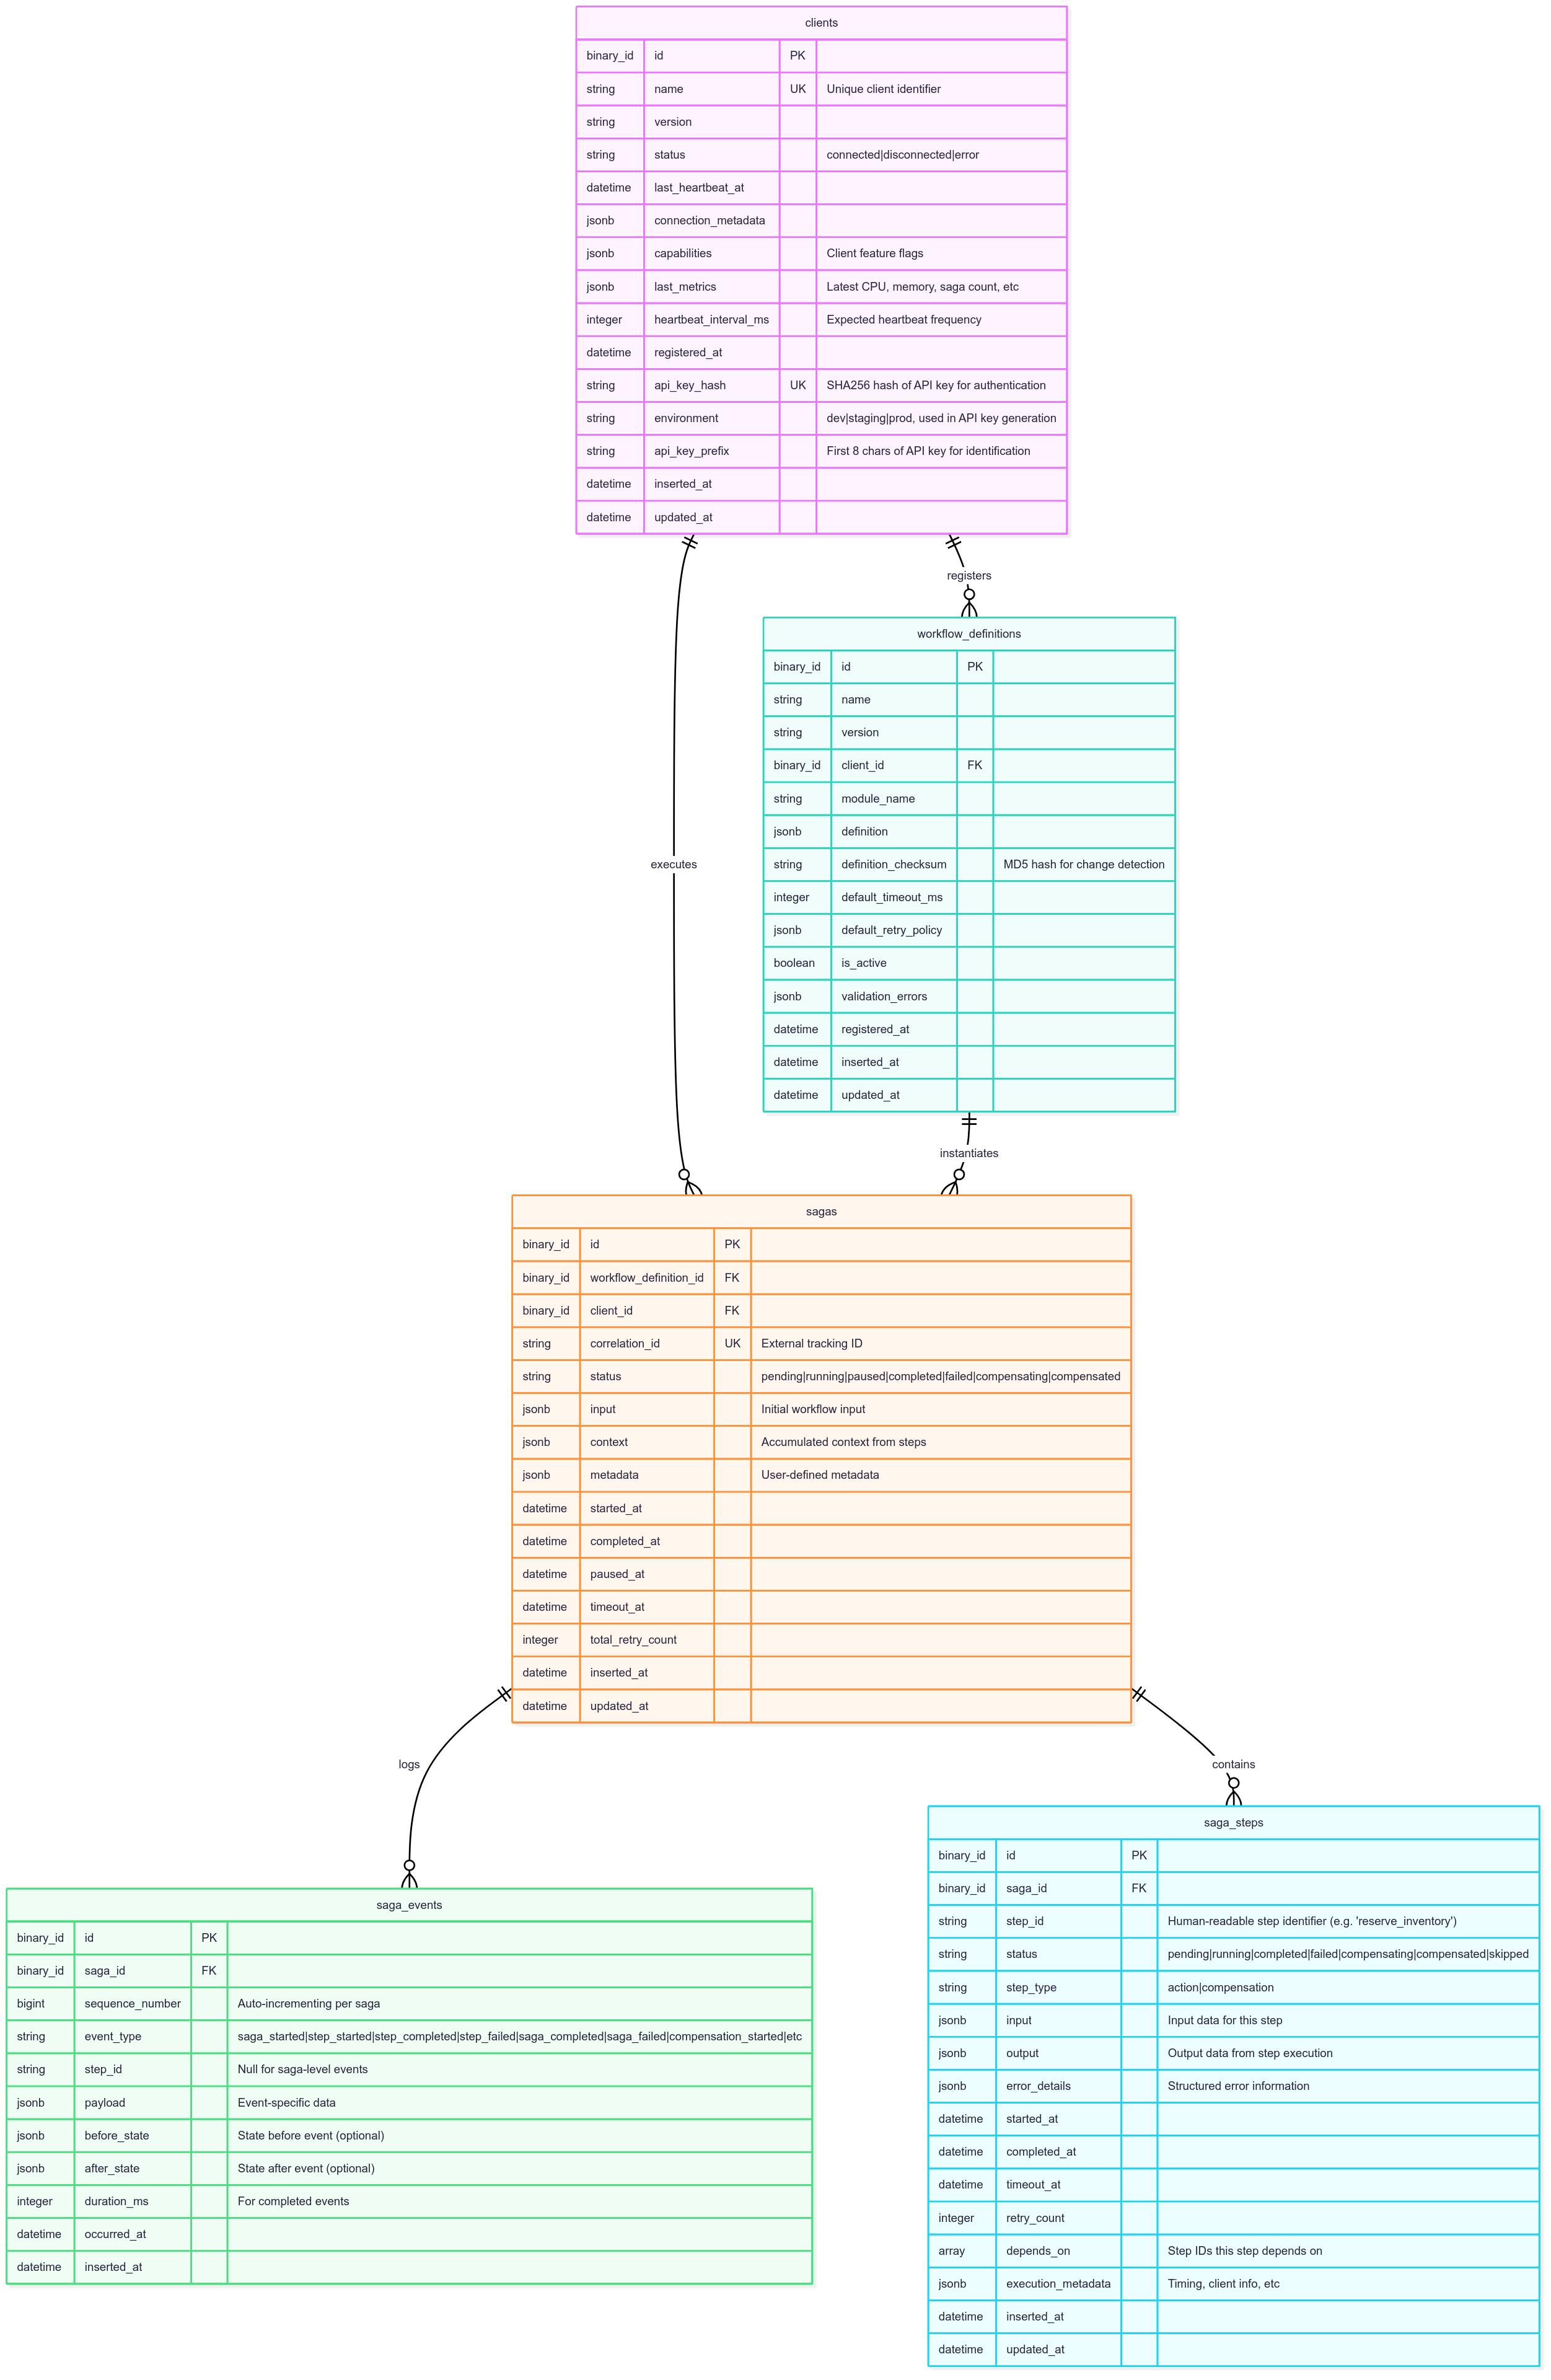 clients
binary_id id PK
string name UK Unique client identifier
string version
string status connected|disconnected|error
datetime last_heartbeat_at
jsonb connection_metadata
jsonb capabilities Client feature flags
jsonb last_metrics Latest CPU, memory, saga count, etc
integer heartbeat_interval_ms Expected heartbeat frequency
datetime registered_at
string api_key_hash UK SHA256 hash of API key for authentication
string environment dev|staging|prod, used in API key generation
string api_key_prefix First 8 chars of API key for identification
datetime inserted_at
datetime updated_at
registers
workflow_definitions
binary_id id PK
string name
string version
binary_id client_id FK
string module_name
jsonb definition
string definition_checksum MD5 hash for change detection
integer default_timeout_ms
jsonb default_retry_policy
boolean is_active
jsonb validation_errors
datetime registered_at
datetime inserted_at
datetime updated_at
executes
instantiates
sagas
binary_id id PK
binary_id workflow_definition_id FK
binary_id client_id FK
string correlation_id UK External tracking ID
string status pending|running|paused|completed|failed|compensating|compensated
jsonb input Initial workflow input
jsonb context Accumulated context from steps
jsonb metadata User-defined metadata
datetime started_at
datetime completed_at
datetime paused_at
datetime timeout_at
integer total_retry_count
datetime inserted_at
datetime updated_at
logs
contains
saga_events
binary_id id PK
binary_id saga_id FK
bigint sequence_number Auto-incrementing per saga
string event_type saga_started|step_started|step_completed|step_failed|saga_completed|saga_failed|compensation_started|etc
string step_id Null for saga-level events
jsonb payload Event-specific data
jsonb before_state State before event (optional)
jsonb after_state State after event (optional)
integer duration_ms For completed events
datetime occurred_at
datetime inserted_at
saga_steps
binary_id id PK
binary_id saga_id FK
string step_id Human-readable step identifier (e.g. 'reserve_inventory')
string status pending|running|completed|failed|compensating|compensated|skipped
string step_type action|compensation
jsonb input Input data for this step
jsonb output Output data from step execution
jsonb error_details Structured error information
datetime started_at
datetime completed_at
datetime timeout_at
integer retry_count
array depends_on Step IDs this step depends on
jsonb execution_metadata Timing, client info, etc
datetime inserted_at
datetime updated_at